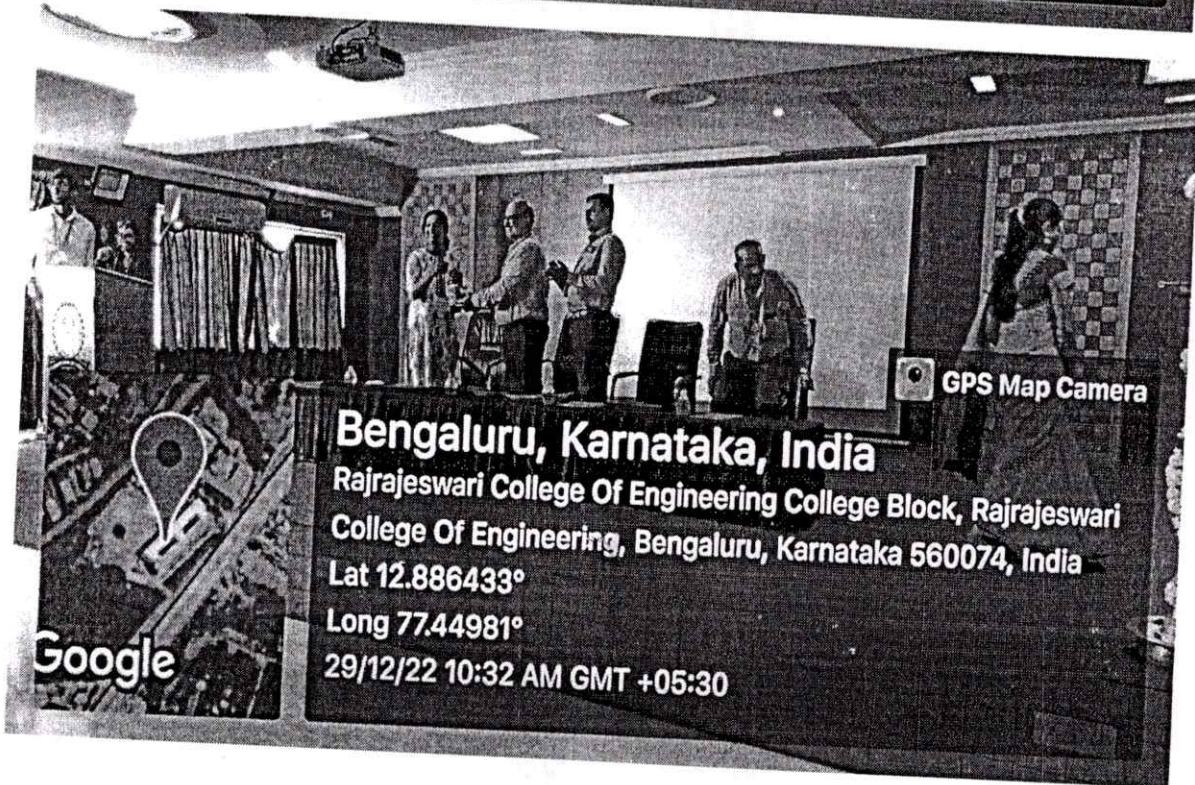 GPS Map Camera
Bengaluru, Karnataka, India
Rajrajeswari College Of Engineering College Block, Rajrajeswari
College Of Engineering, Bengaluru, Karnataka 560074, India
Lat 12.886433°
Long 77.44981°
29/12/22 10:32 AM GMT +05:30
Google